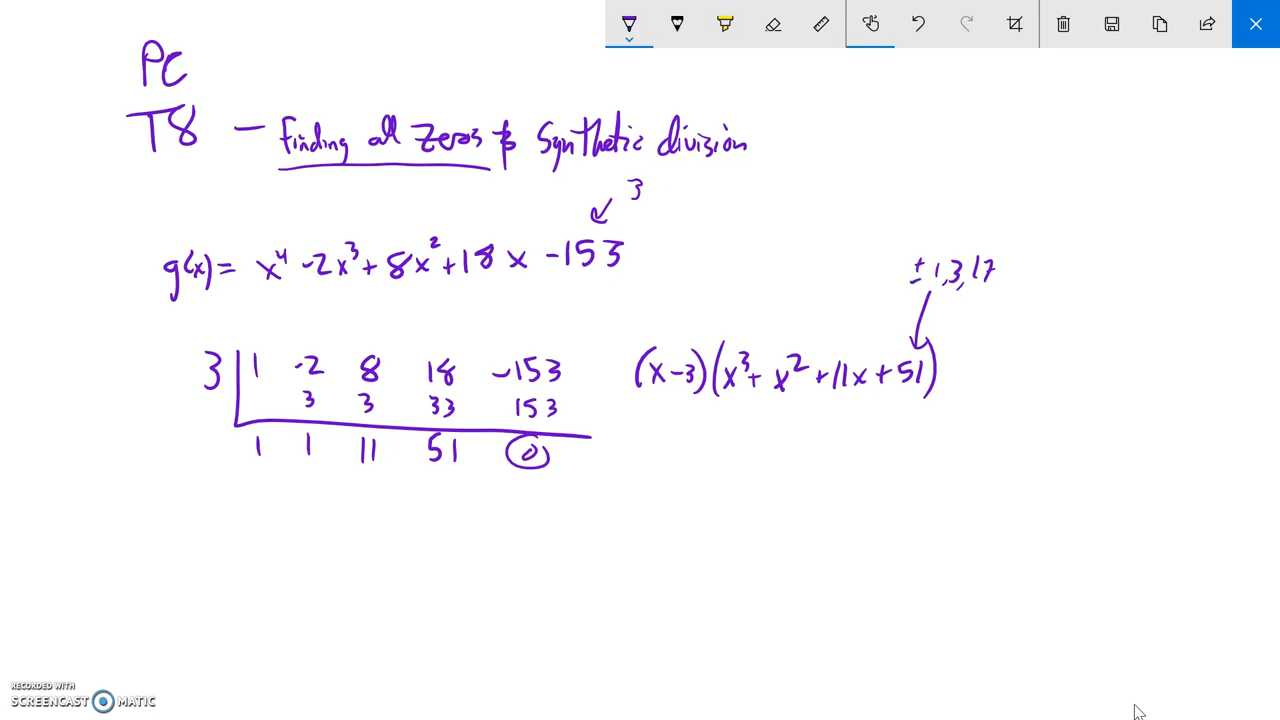 PC
T8 — Finding all zeros & Synthetic division
3
g(x) = x⁴ -2x³ + 8x² + 18x -153
± 1, 3, 17
3 | 1 -2 8 18 -153
(x-3)(x³ + x² + 11x + 51)
3 3 33 153
1 1 11 51 0
RECORDED WITH
SCREENCAST MATIC